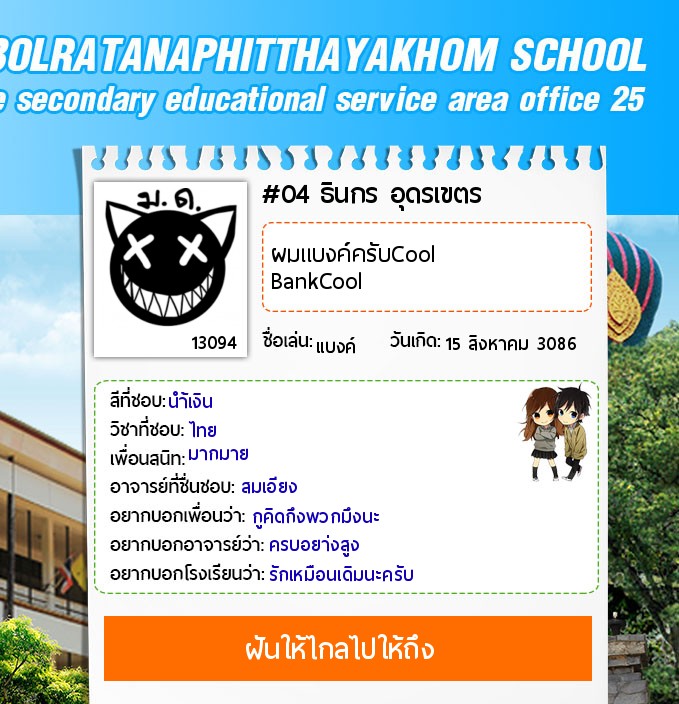 BOLRATANAPHITTHAYAKHOM SCHOOL
e secondary educational service area office 25
ม.ด.
13094
#04 ธินกร อุดรเขตร
ผมแบงค์ครับCool
BankCool
ชื่อเล่น: แบงค์ วันเกิด: 15 สิงหาคม 3086
สีที่ชอบ: นํ้าเงิน
วิชาที่ชอบ: ไทย
เพื่อนสนิท: มากมาย
อาจารย์ที่ชื่นชอบ: สมเอียง
อยากบอกเพื่อนว่า: กูคิดถึงพวกมึงนะ
อยากบอกอาจารย์ว่า: ครบอย่างสูง
อยากบอกโรงเรียนว่า: รักเหมือนเดิมนะครับ
ฝันให้ไกลไปให้ถึง